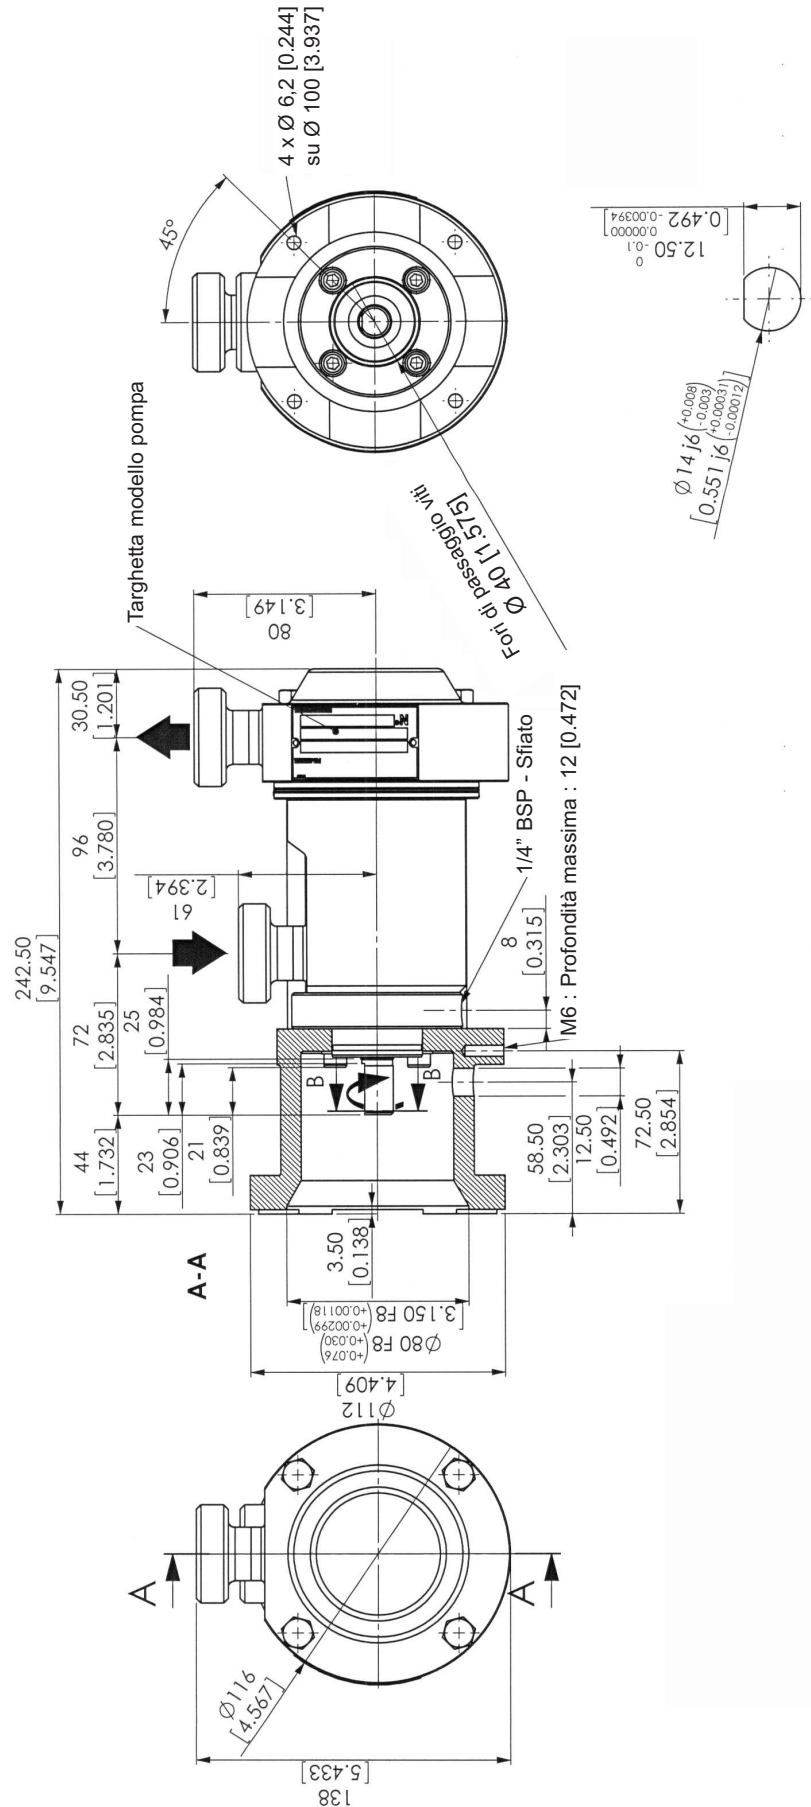 4 x Ø 6,2 [0.244]
su Ø 100 [3.937]
45°
Targhetta modello pompa
Fori di passaggio viti
Ø 40 [1.575]
12.50 0 -0.1
[0.492 0.00000 -0.00394]
Ø14 j6 (+0.008 -0.003)
[0.551 j6 (+0.00031 -0.00012)]
242.50
[9.547]
30.50
[1.201]
96
[3.780]
72
[2.835]
44
[1.732]
25
[0.984]
23
[0.906]
21
[0.839]
80
[3.149]
61
[2.394]
N°
B
B
1/4" BSP - Sfiato
M6 : Profondità massima : 12 [0.472]
8
[0.315]
58.50
[2.303]
12.50
[0.492]
72.50
[2.854]
3.50
[0.138]
A-A
Ø80 F8 (+0.076 +0.030)
[3.150 F8 (+0.00299 +0.00118)]
Ø112
[4.409]
A
A
Ø116
[4.567]
138
[5.433]